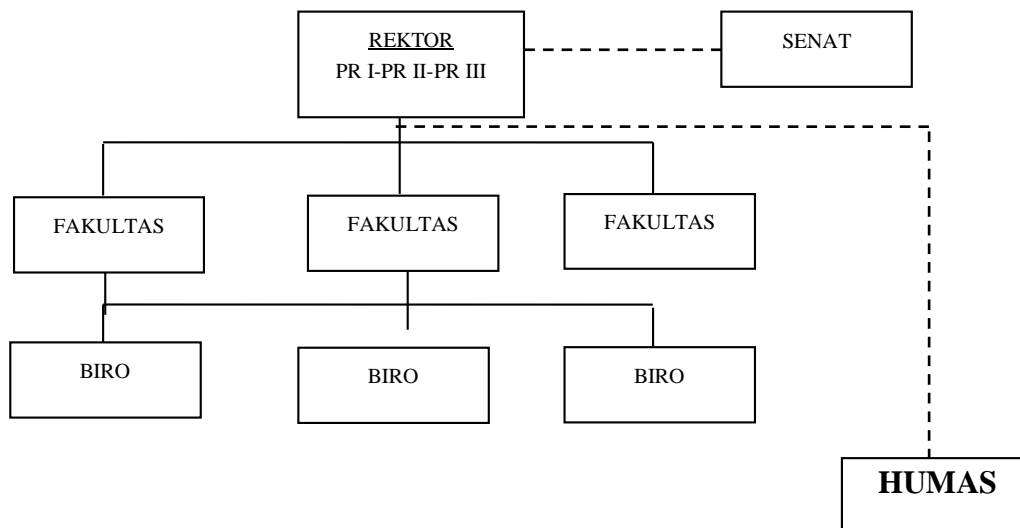 REKTOR
PR I-PR II-PR III
SENAT
FAKULTAS
FAKULTAS
FAKULTAS
BIRO
BIRO
BIRO
HUMAS